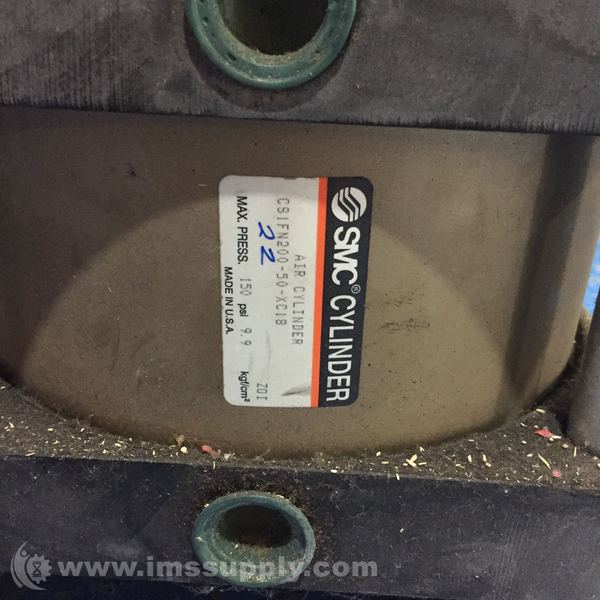 SMC® CYLINDER
AIR CYLINDER
CS1FN200-50-XC18
22 ZDI
MAX. PRESS. 150 psi 9.9 kgf/cm²
MADE IN U.S.A.
www.imssupply.com